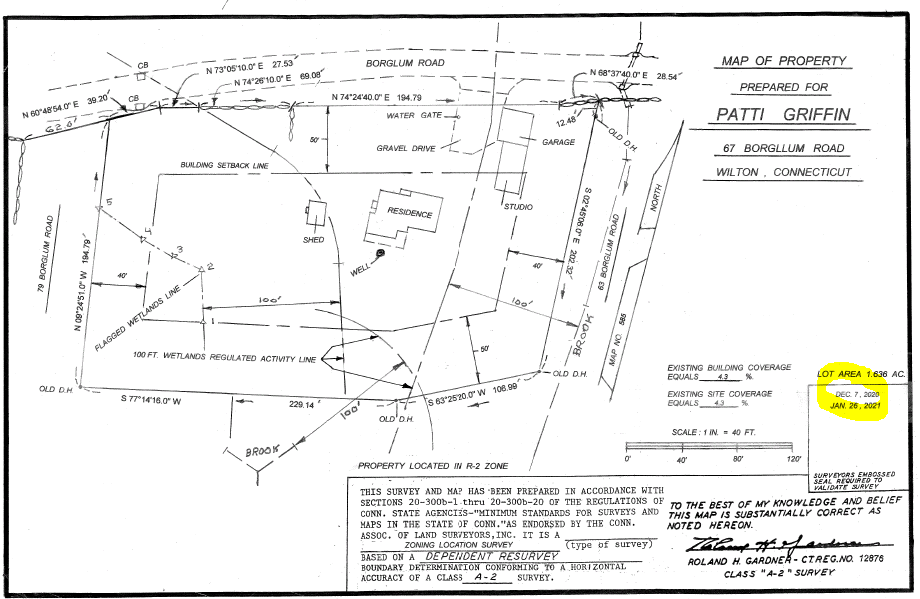 MAP OF PROPERTY
PREPARED FOR
PATTI GRIFFIN
67 BORGLLUM ROAD
WILTON , CONNECTICUT
BORGLUM ROAD
CB
CB
N 60°48'54.0" E 39.20'
62.6'
N 73°05'10.0" E 27.53'
N 74°26'10.0" E 69.08'
N 74°24'40.0" E 194.79
N 68°37'40.0" E 28.54'
12.48'
OLD D.H.
WATER GATE
GRAVEL DRIVE
GARAGE
50'
BUILDING SETBACK LINE
STUDIO
RESIDENCE
SHED
WELL
NORTH
S 02°45'06.0" E 202.32'
63 BORGLUM ROAD
79 BORGLUM ROAD
N 09°24'51.0" W 194.79'
5
4
3
2
1
40'
40'
FLAGGED WETLANDS LINE
100'
100'
BROOK
MAP NO. 585
100 FT. WETLANDS REGULATED ACTIVITY LINE
50'
OLD D.H.
OLD D.H.
OLD D.H.
S 77°14'16.0" W
229.14'
S 63°25'20.0" W 106.99'
100'
BROOK
EXISTING BUILDING COVERAGE
EQUALS 4.3 %.
EXISTING SITE COVERAGE
EQUALS 4.3 %.
LOT AREA 1.636 AC.
DEC. 7, 2020
JAN. 26, 2021
SCALE : 1 IN. = 40 FT.
0' 40' 80' 120'
SURVEYORS EMBOSSED
SEAL REQUIRED TO
VALIDATE SURVEY
PROPERTY LOCATED IN R-2 ZONE
THIS SURVEY AND MAP HAS BEEN PREPARED IN ACCORDANCE WITH
SECTIONS 20-300b-1 thru 20-300b-20 OF THE REGULATIONS OF
CONN. STATE AGENCIES-"MINIMUM STANDARDS FOR SURVEYS AND
MAPS IN THE STATE OF CONN."AS ENDORSED BY THE CONN.
ASSOC. OF LAND SURVEYORS,INC. IT IS A
ZONING LOCATION SURVEY (type of survey)
BASED ON A DEPENDENT RESURVEY
BOUNDARY DETERMINATION CONFORMING TO A HORIZONTAL
ACCURACY OF A CLASS A-2 SURVEY.
TO THE BEST OF MY KNOWLEDGE AND BELIEF
THIS MAP IS SUBSTANTIALLY CORRECT AS
NOTED HEREON.
Roland H. Gardner
ROLAND H. GARDNER - CT.REG.NO. 12876
CLASS "A-2" SURVEY